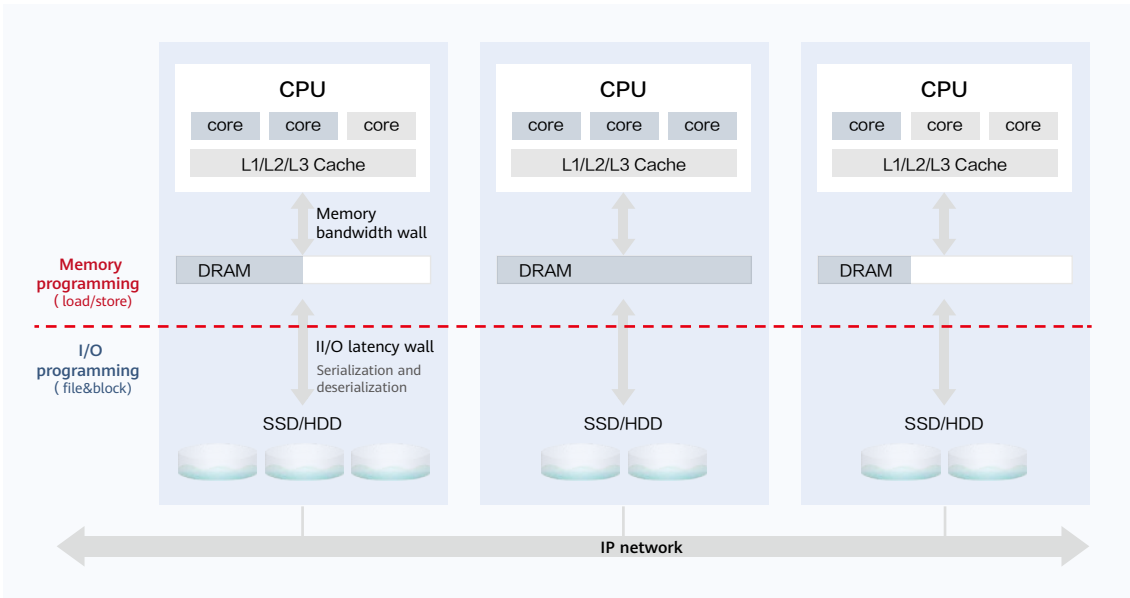 CPU
core core core
L1/L2/L3 Cache
CPU
core core core
L1/L2/L3 Cache
CPU
core core core
L1/L2/L3 Cache
Memory
bandwidth wall
DRAM
DRAM
DRAM
Memory
programming
( load/store)
I/O
programming
( file&block)
II/O latency wall
Serialization and
deserialization
SSD/HDD
SSD/HDD
SSD/HDD
IP network